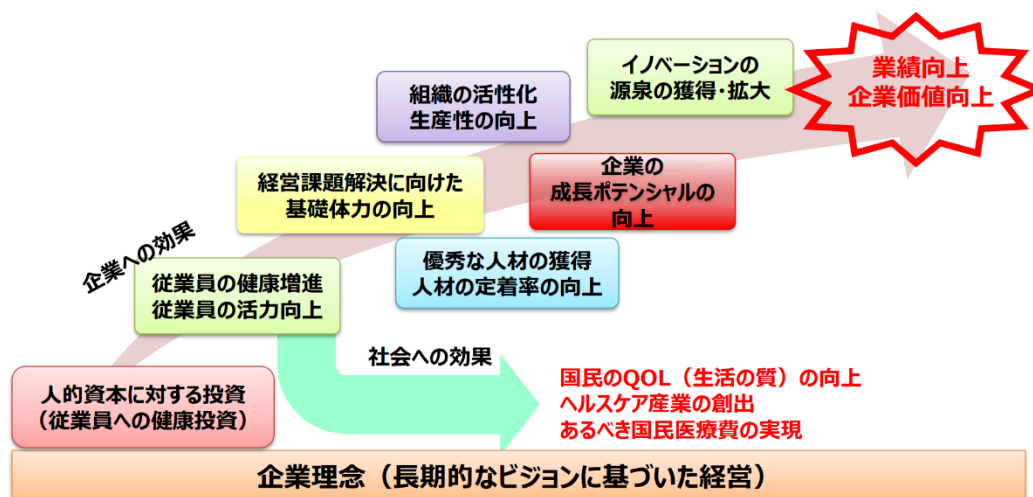 イノベーションの
源泉の獲得・拡大
業績向上
企業価値向上
組織の活性化
生産性の向上
経営課題解決に向けた
基礎体力の向上
企業の
成長ポテンシャルの
向上
企業への効果
優秀な人材の獲得
人材の定着率の向上
従業員の健康増進
従業員の活力向上
社会への効果
人的資本に対する投資
（従業員への健康投資）
国民のQOL（生活の質）の向上
ヘルスケア産業の創出
あるべき国民医療費の実現
企業理念（長期的なビジョンに基づいた経営）